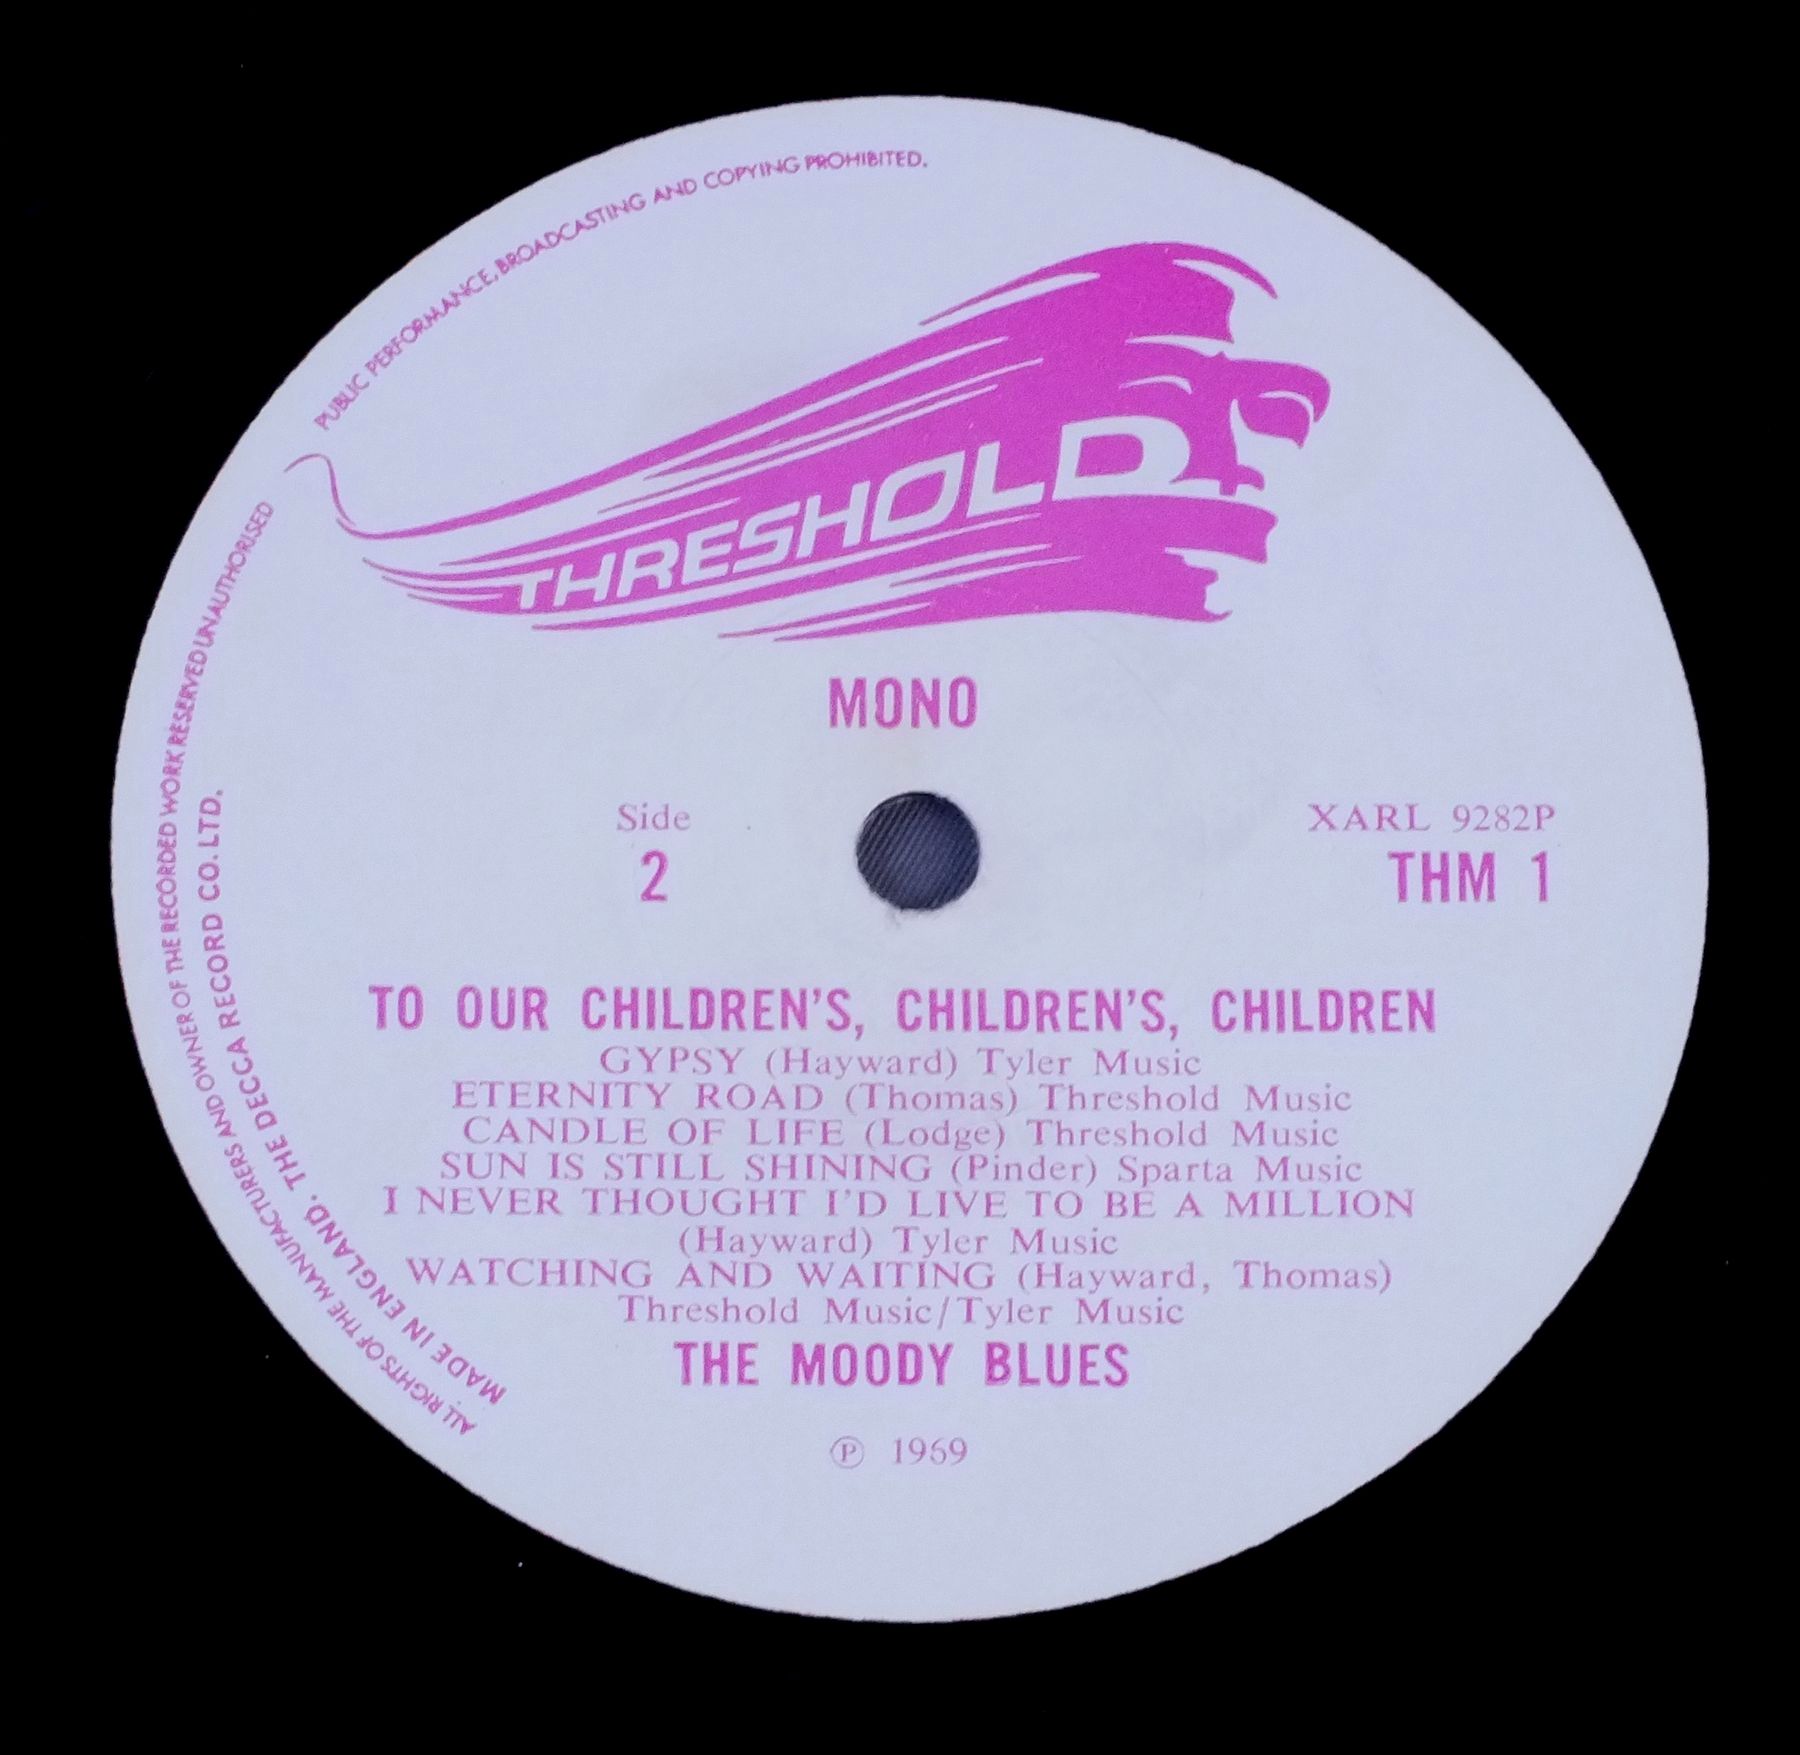 PUBLIC PERFORMANCE, BROADCASTING AND COPYING PROHIBITED.
THRESHOLD
MONO
Side
2
XARL 9282P
THM 1
TO OUR CHILDREN'S, CHILDREN'S, CHILDREN
GYPSY (Hayward) Tyler Music
ETERNITY ROAD (Thomas) Threshold Music
CANDLE OF LIFE (Lodge) Threshold Music
SUN IS STILL SHINING (Pinder) Sparta Music
I NEVER THOUGHT I'D LIVE TO BE A MILLION
(Hayward) Tyler Music
WATCHING AND WAITING (Hayward, Thomas)
Threshold Music/Tyler Music
THE MOODY BLUES
℗ 1969
ALL RIGHTS OF THE MANUFACTURERS AND OWNER OF THE RECORDED WORK RESERVED UNAUTHORISED
MADE IN ENGLAND. THE DECCA RECORD CO. LTD.